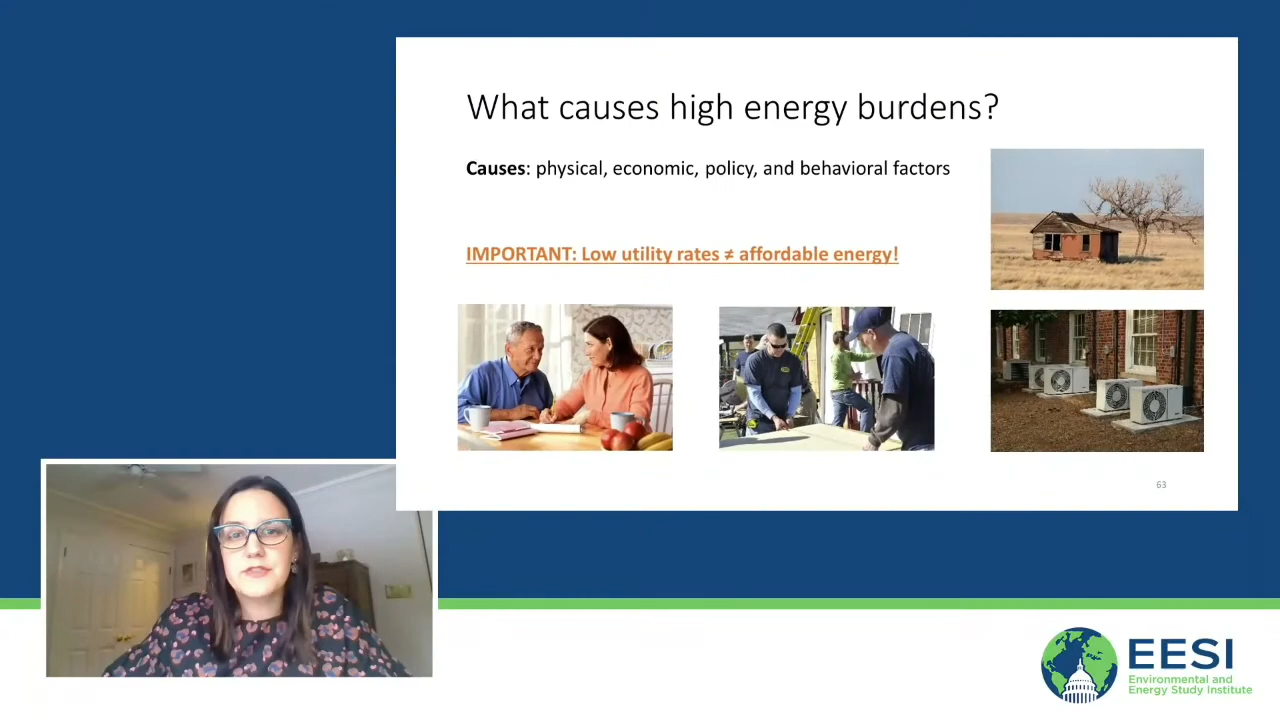 What causes high energy burdens?
Causes: physical, economic, policy, and behavioral factors
IMPORTANT: Low utility rates ≠ affordable energy!
63
EESI
Environmental and
Energy Study Institute